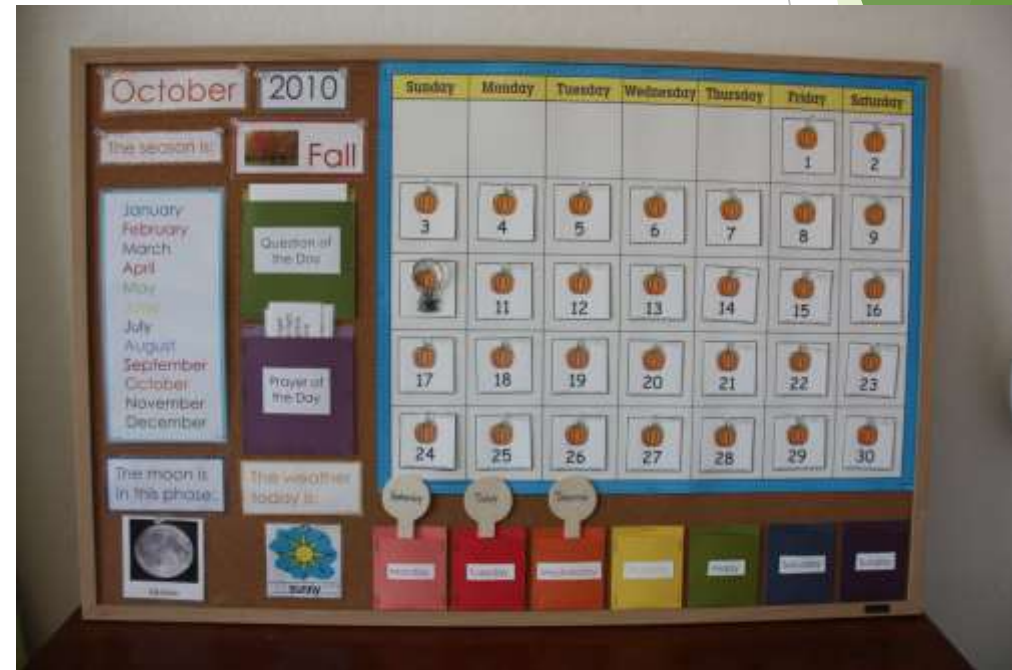 October
2010
The season is:
Fall
January
February
March
April
May
June
July
August
September
October
November
December
Question of
the Day
Prayer of
the Day
The moon is
in this phase:
The weather
today is:
sunny
Sunday Monday Tuesday Wednesday Thursday Friday Saturday
1 2
3 4 5 6 7 8 9
11 12 13 14 15 16
17 18 19 20 21 22 23
24 25 26 27 28 29 30
Yesterday Today Tomorrow
Monday Tuesday Wednesday Friday Saturday Sunday